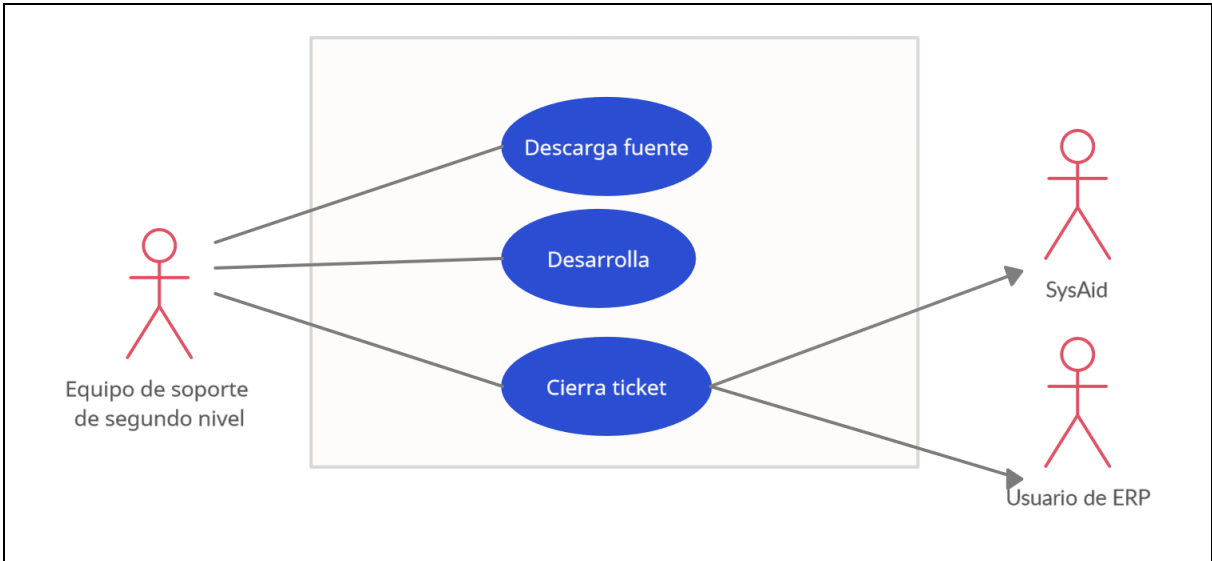 Descarga fuente
Desarrolla
Cierra ticket
Equipo de soporte
de segundo nivel
SysAid
Usuario de ERP